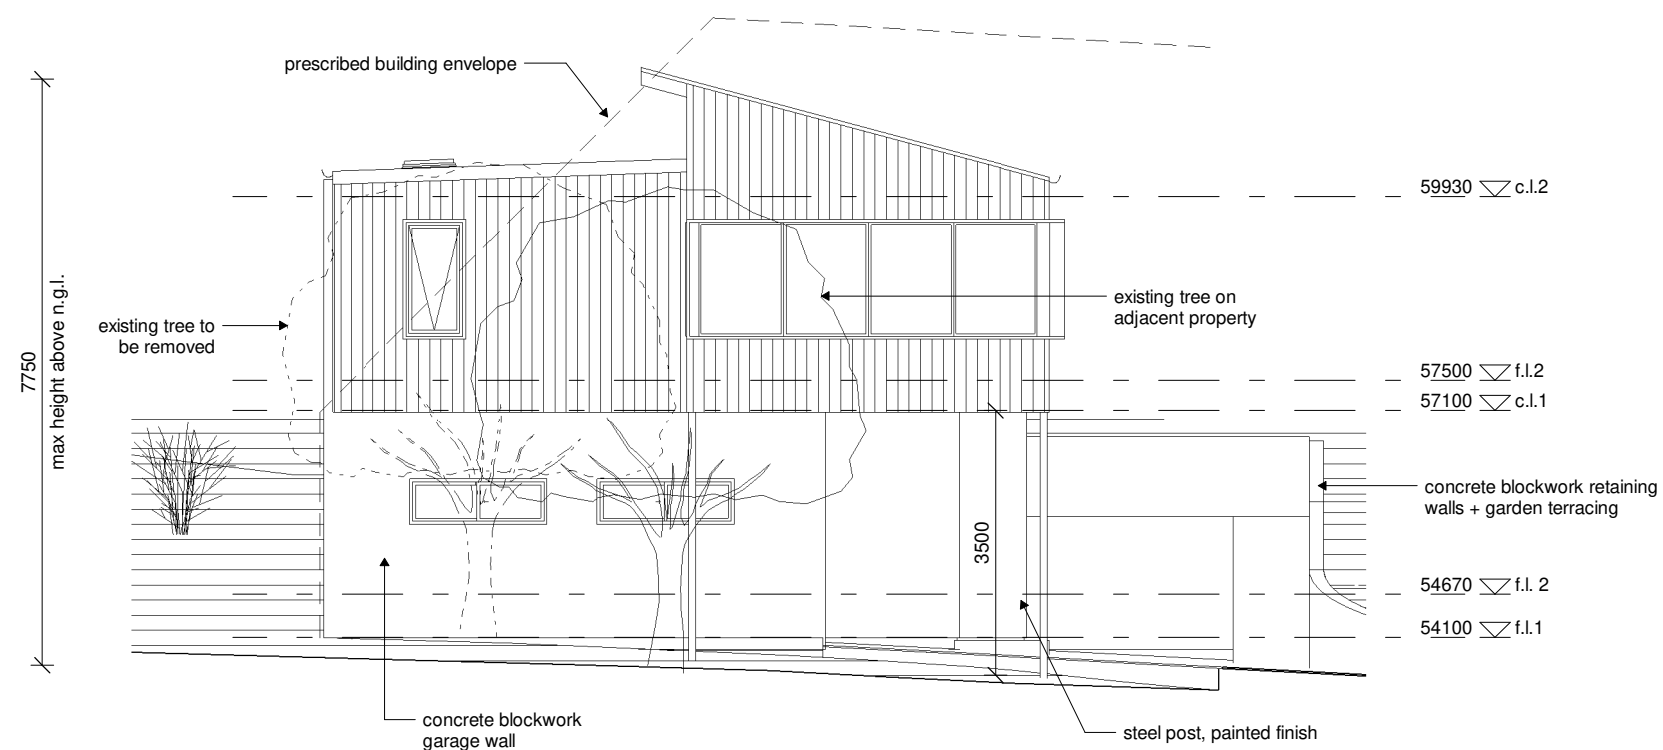 prescribed building envelope
59930 c.l.2
7750
max height above n.g.l.
existing tree to
be removed
existing tree on
adjacent property
57500 f.l.2
57100 c.l.1
concrete blockwork retaining
walls + garden terracing
3500
54670 f.l. 2
54100 f.l.1
concrete blockwork
garage wall
steel post, painted finish